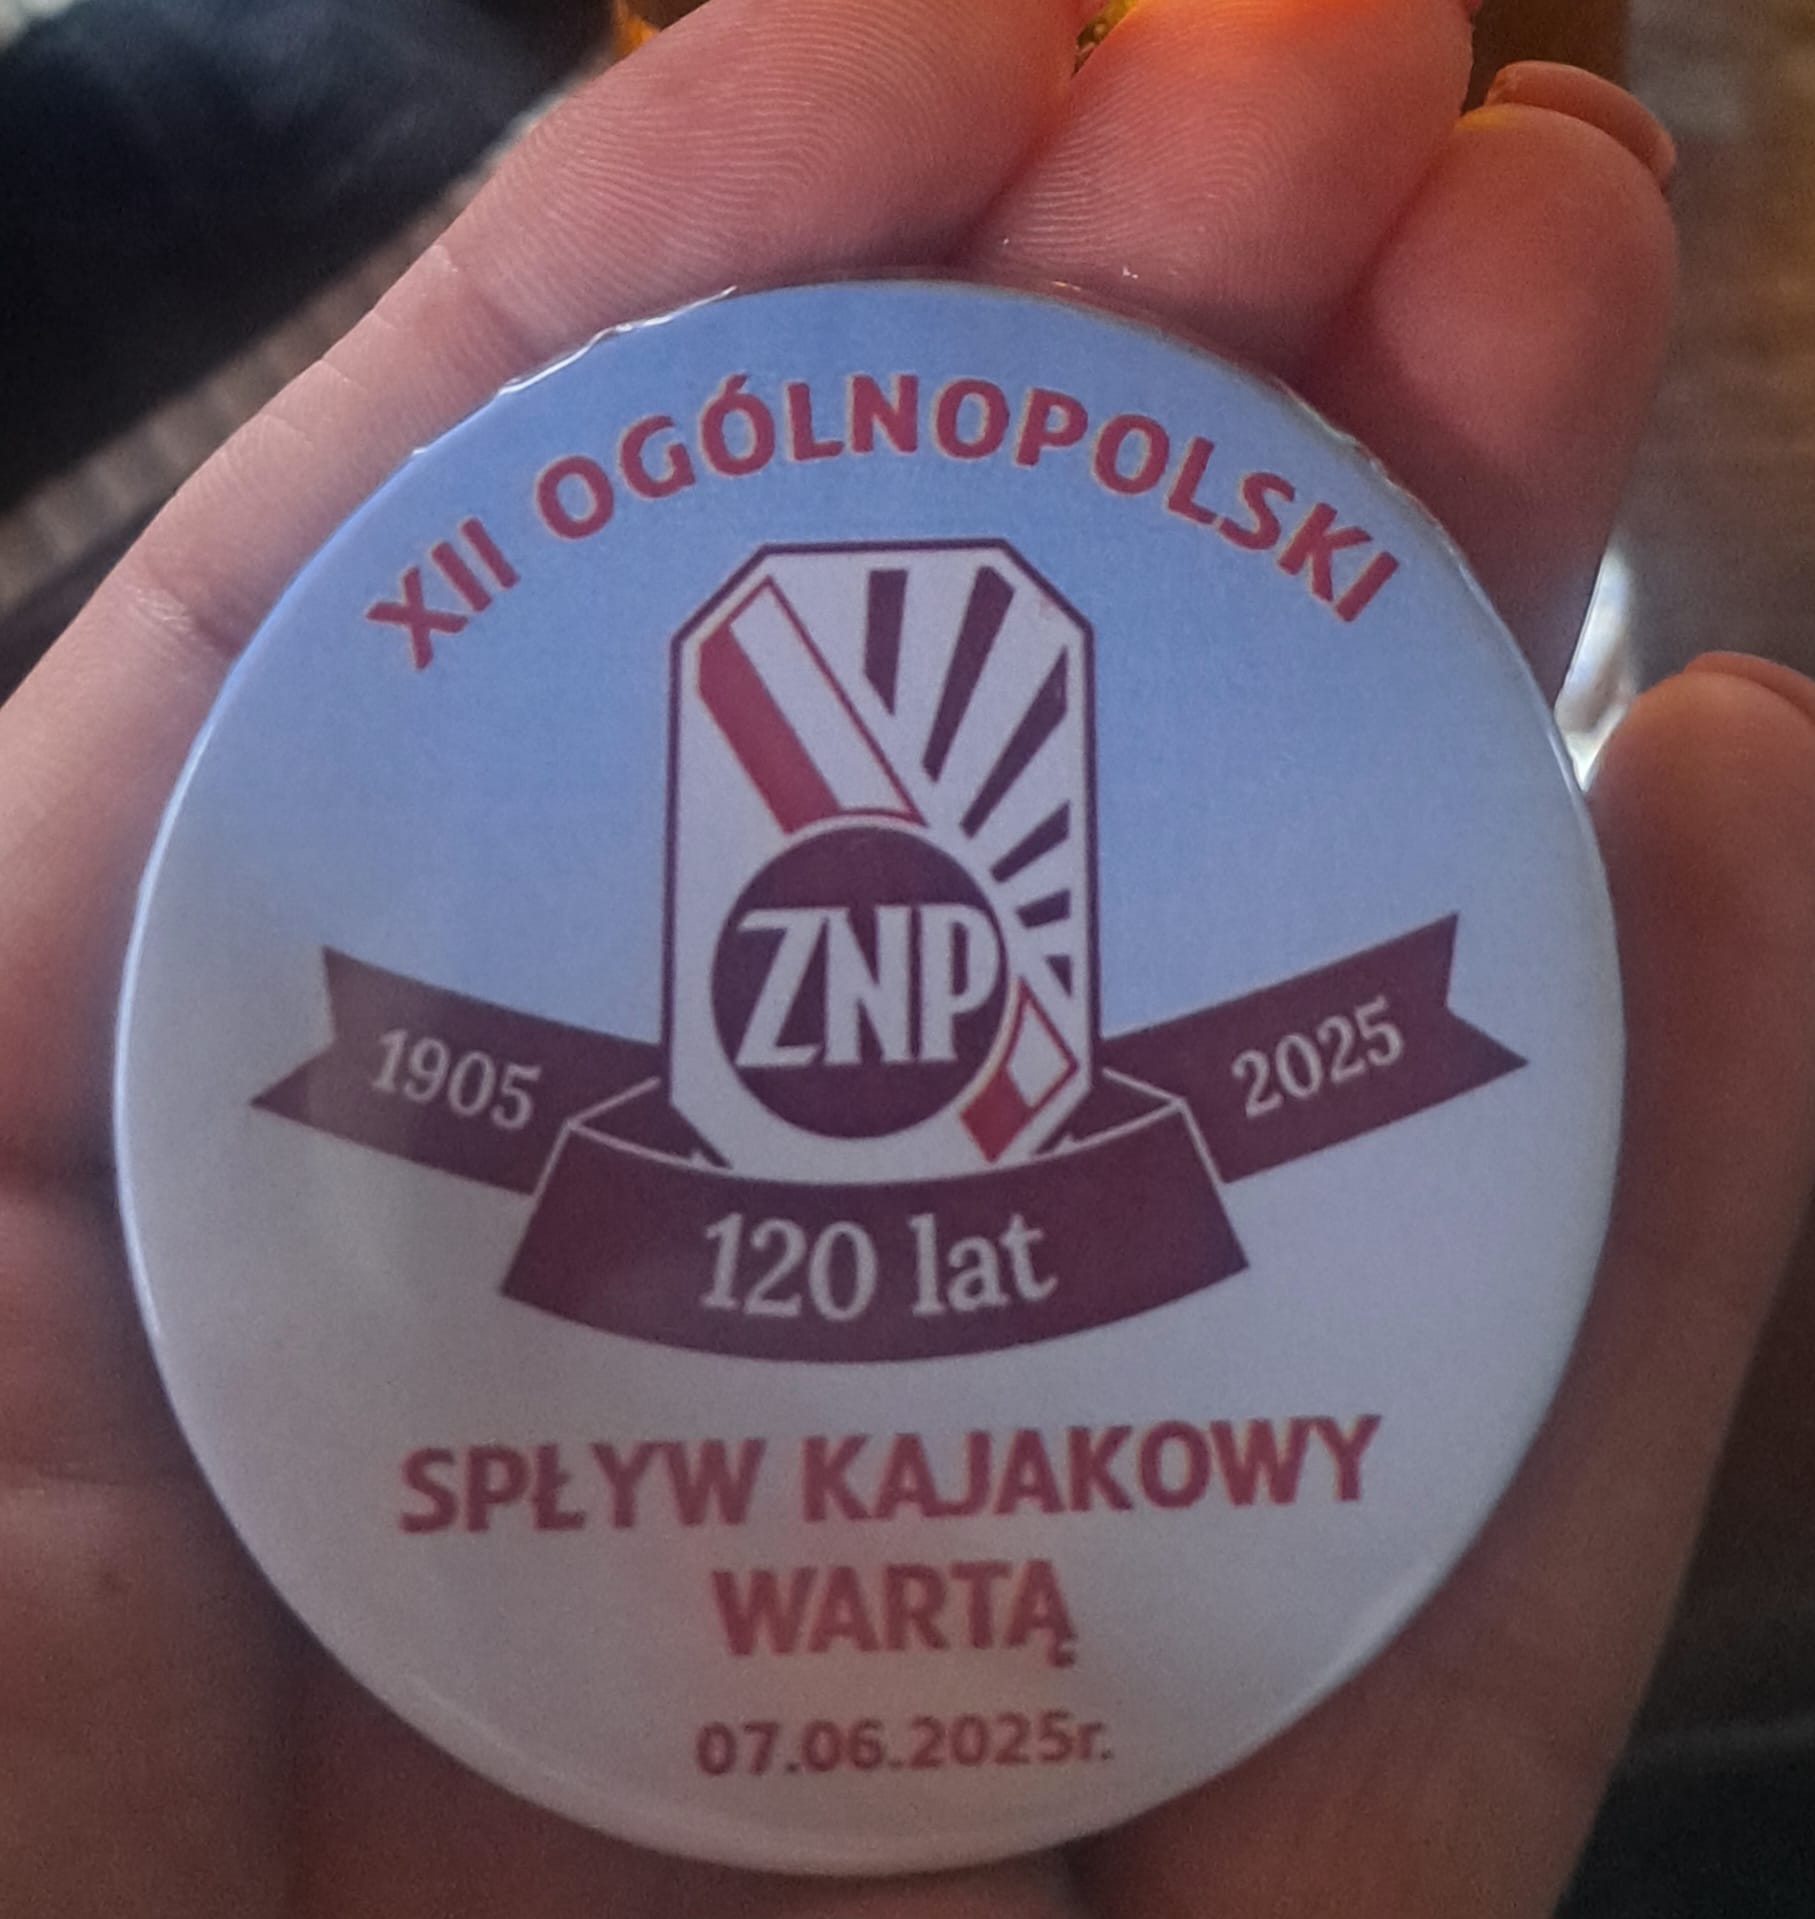 XII OGÓLNOPOLSKI
ZNP
1905
2025
120 lat
SPŁYW KAJAKOWY
WARTĄ
07.06.2025r.